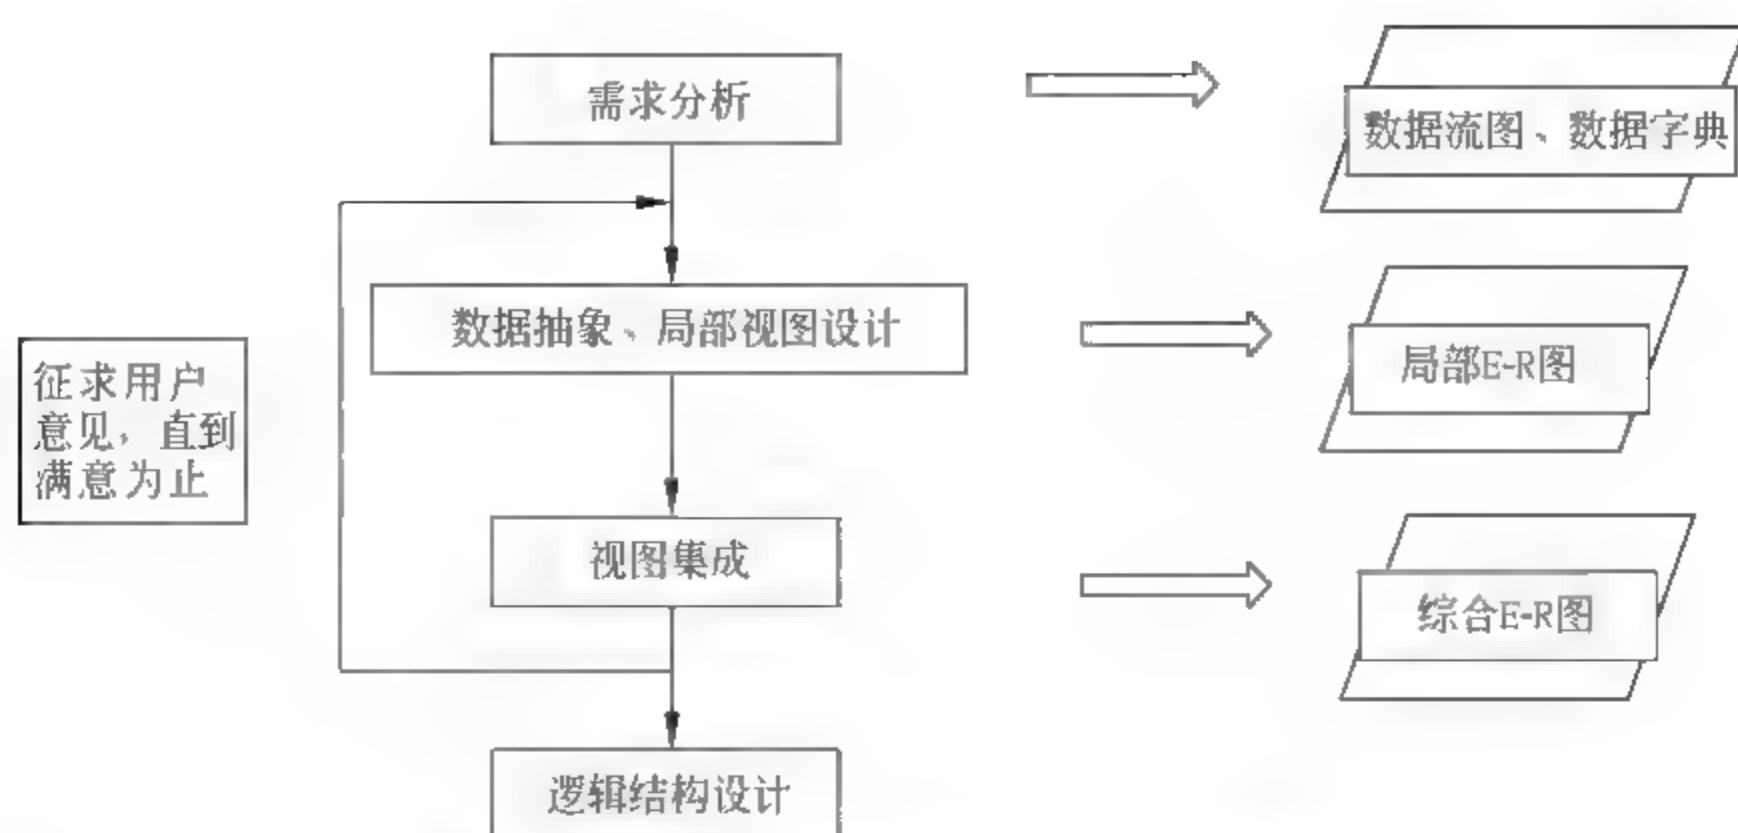 需求分析
数据流图、数据字典
数据抽象、局部视图设计
局部E-R图
征求用户
意见，直到
满意为止
视图集成
综合E-R图
逻辑结构设计